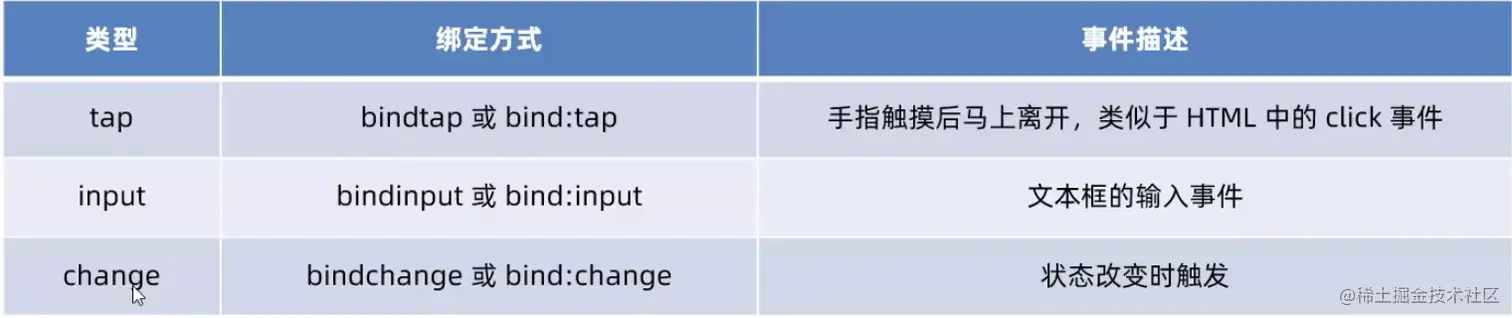 类型 绑定方式 事件描述
tap bindtap 或 bind:tap 手指触摸后马上离开，类似于 HTML 中的 click 事件
input bindinput 或 bind:input 文本框的输入事件
change bindchange 或 bind:change 状态改变时触发
@稀土掘金技术社区